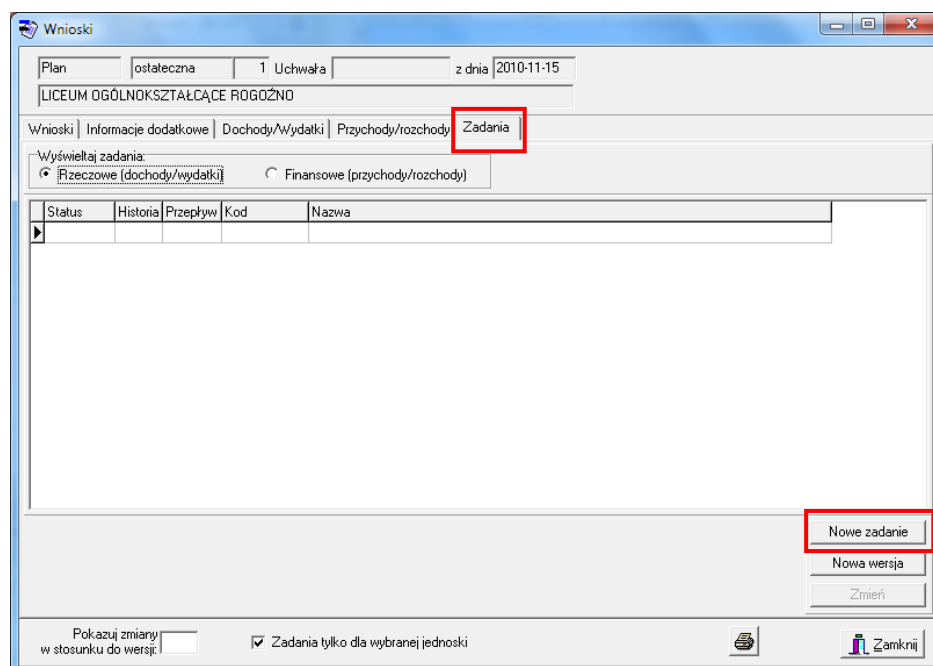 Wnioski
Plan ostateczna 1 Uchwała z dnia 2010-11-15
LICEUM OGÓLNOKSZTAŁCĄCE ROGOŹNO
Wnioski Informacje dodatkowe Dochody/Wydatki Przychody/rozchody Zadania
Wyświetlaj zadania:
Rzeczowe (dochody/wydatki) Finansowe (przychody/rozchody)
Status Historia Przepływ Kod Nazwa
Nowe zadanie
Nowa wersja
Zmień
Pokazuj zmiany
w stosunku do wersji: Zadania tylko dla wybranej jednoski Zamknij